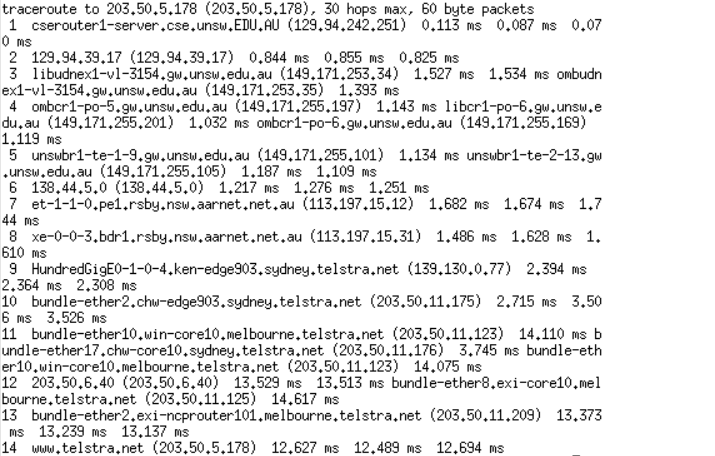 traceroute to 203.50.5.178 (203.50.5.178), 30 hops max, 60 byte packets
 1  cserouter1-server.cse.unsw.EDU.AU (129.94.242.251)  0.113 ms  0.087 ms  0.07
0 ms
 2  129.94.39.17 (129.94.39.17)  0.844 ms  0.855 ms  0.825 ms
 3  libudnex1-vl-3154.gw.unsw.edu.au (149.171.253.34)  1.527 ms  1.534 ms ombudn
ex1-vl-3154.gw.unsw.edu.au (149.171.253.35)  1.393 ms
 4  ombcr1-po-5.gw.unsw.edu.au (149.171.255.197)  1.143 ms libcr1-po-6.gw.unsw.e
du.au (149.171.255.201)  1.032 ms ombcr1-po-6.gw.unsw.edu.au (149.171.255.169)
1.119 ms
 5  unswbr1-te-1-9.gw.unsw.edu.au (149.171.255.101)  1.134 ms unswbr1-te-2-13.gw
.unsw.edu.au (149.171.255.105)  1.187 ms  1.109 ms
 6  138.44.5.0 (138.44.5.0)  1.217 ms  1.276 ms  1.251 ms
 7  et-1-1-0.pe1.rsby.nsw.aarnet.net.au (113.197.15.12)  1.682 ms  1.674 ms  1.7
44 ms
 8  xe-0-0-3.bdr1.rsby.nsw.aarnet.net.au (113.197.15.31)  1.486 ms  1.628 ms  1.
610 ms
 9  HundredGigE0-1-0-4.ken-edge903.sydney.telstra.net (139.130.0.77)  2.394 ms
2.364 ms  2.308 ms
10  bundle-ether2.chw-edge903.sydney.telstra.net (203.50.11.175)  2.715 ms  3.50
6 ms  3.526 ms
11  bundle-ether10.win-core10.melbourne.telstra.net (203.50.11.123)  14.110 ms b
undle-ether17.chw-core10.sydney.telstra.net (203.50.11.176)  3.745 ms bundle-eth
er10.win-core10.melbourne.telstra.net (203.50.11.123)  14.075 ms
12  203.50.6.40 (203.50.6.40)  13.529 ms  13.513 ms bundle-ether8.exi-core10.mel
bourne.telstra.net (203.50.11.125)  14.617 ms
13  bundle-ether2.exi-ncprouter101.melbourne.telstra.net (203.50.11.209)  13.373
 ms  13.239 ms  13.137 ms
14  www.telstra.net (203.50.5.178)  12.627 ms  12.489 ms  12.694 ms